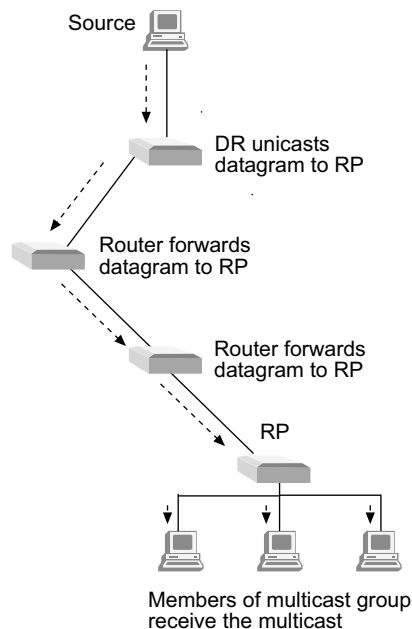 Source
DR unicasts
datagram to RP
Router forwards
datagram to RP
Router forwards
datagram to RP
RP
Members of multicast group
receive the multicast